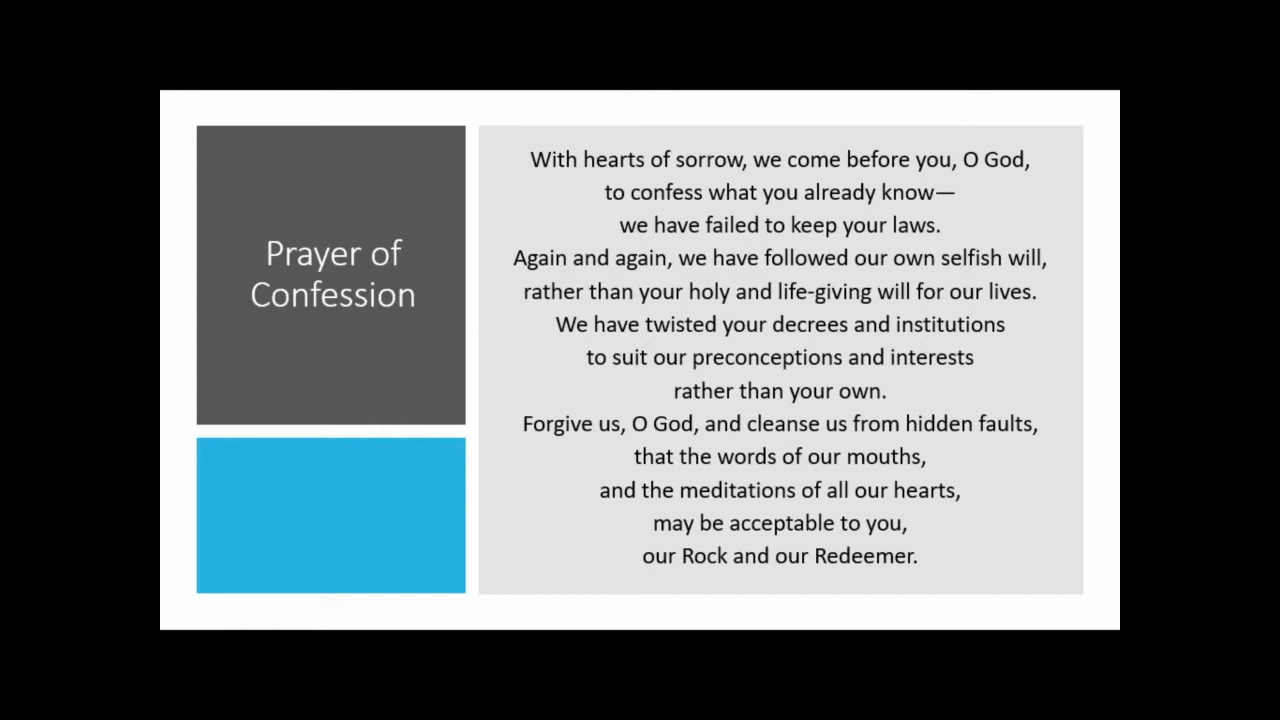 Prayer of
Confession
With hearts of sorrow, we come before you, O God,
to confess what you already know—
we have failed to keep your laws.
Again and again, we have followed our own selfish will,
rather than your holy and life-giving will for our lives.
We have twisted your decrees and institutions
to suit our preconceptions and interests
rather than your own.
Forgive us, O God, and cleanse us from hidden faults,
that the words of our mouths,
and the meditations of all our hearts,
may be acceptable to you,
our Rock and our Redeemer.